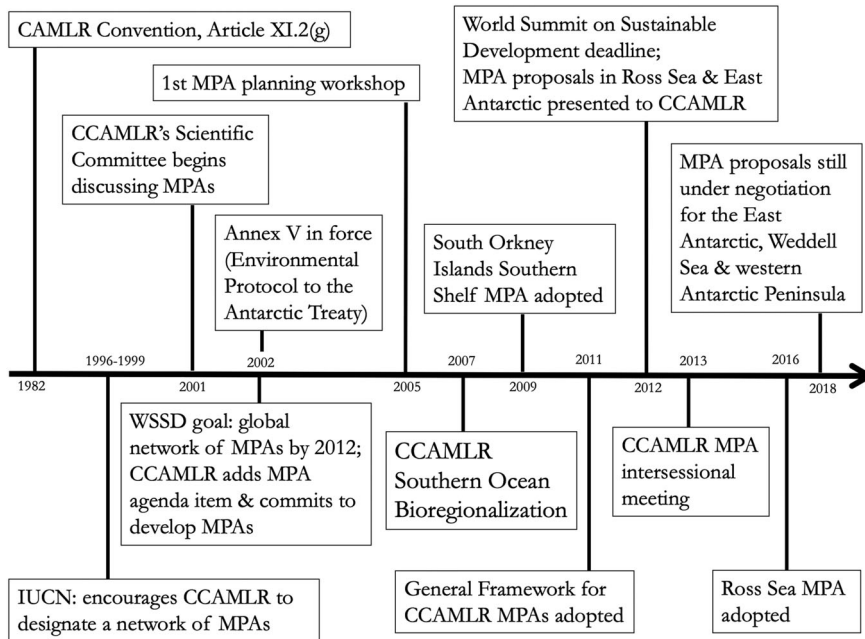 CAMLR Convention, Article XI.2(g)
1st MPA planning workshop
World Summit on Sustainable
Development deadline;
MPA proposals in Ross Sea & East
Antarctic presented to CCAMLR
CCAMLR's Scientific
Committee begins
discussing MPAs
MPA proposals still
under negotiation
for the East
Antarctic, Weddell
Sea & western
Antarctic Peninsula
Annex V in force
(Environmental
Protocol to the
Antarctic Treaty)
South Orkney
Islands Southern
Shelf MPA adopted
1996-1999
2002
2007
2011
2013
2016
1982
2001
2005
2009
2012
2018
WSSD goal: global
network of MPAs by 2012;
CCAMLR adds MPA
agenda item & commits to
develop MPAs
CCAMLR
Southern Ocean
Bioregionalization
CCAMLR MPA
intersessional
meeting
IUCN: encourages CCAMLR to
designate a network of MPAs
General Framework for
CCAMLR MPAs adopted
Ross Sea MPA
adopted